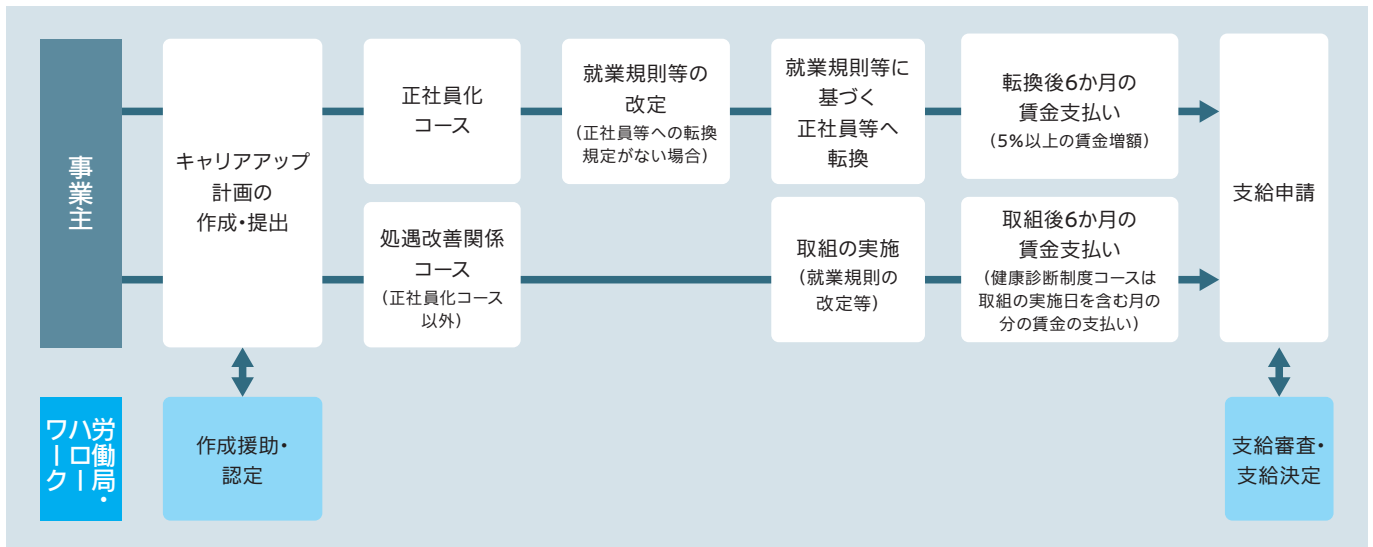 事業主
キャリアアップ
計画の
作成・提出
正社員化
コース
就業規則等の
改定
(正社員等への転換
規定がない場合)
就業規則等に
基づく
正社員等へ
転換
転換後6か月の
賃金支払い
(5%以上の賃金増額)
処遇改善関係
コース
(正社員化コース
以外)
取組の実施
(就業規則の
改定等)
取組後6か月の
賃金支払い
(健康診断制度コースは
取組の実施日を含む月の
分の賃金の支払い)
支給申請
労働局・
ハロー
ワーク
作成援助・
認定
支給審査・
支給決定